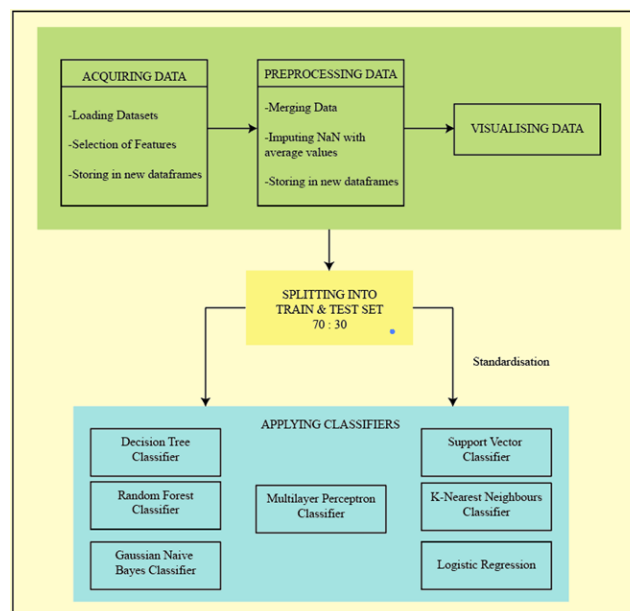 ACQUIRING DATA
-Loading Datasets
-Selection of Features
-Storing in new dataframes
PREPROCESSING DATA
-Merging Data
-Imputing NaN with
average values
-Storing in new dataframes
VISUALISING DATA
SPLITTING INTO
TRAIN & TEST SET
70 : 30
Standardisation
APPLYING CLASSIFIERS
Decision Tree
Classifier
Random Forest
Classifier
Gaussian Naive
Bayes Classifier
Multilayer Perceptron
Classifier
Support Vector
Classifier
K-Nearest Neighbours
Classifier
Logistic Regression